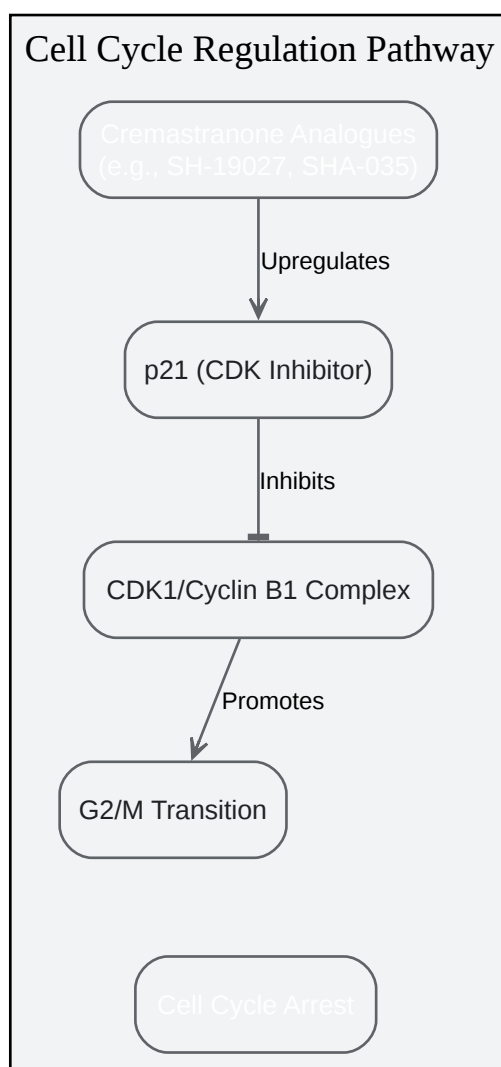 Cell Cycle Regulation Pathway
Cremastranone Analogues
(e.g., SH-19027, SHA-035)
Upregulates
p21 (CDK Inhibitor)
Inhibits
CDK1/Cyclin B1 Complex
Promotes
G2/M Transition
Cell Cycle Arrest